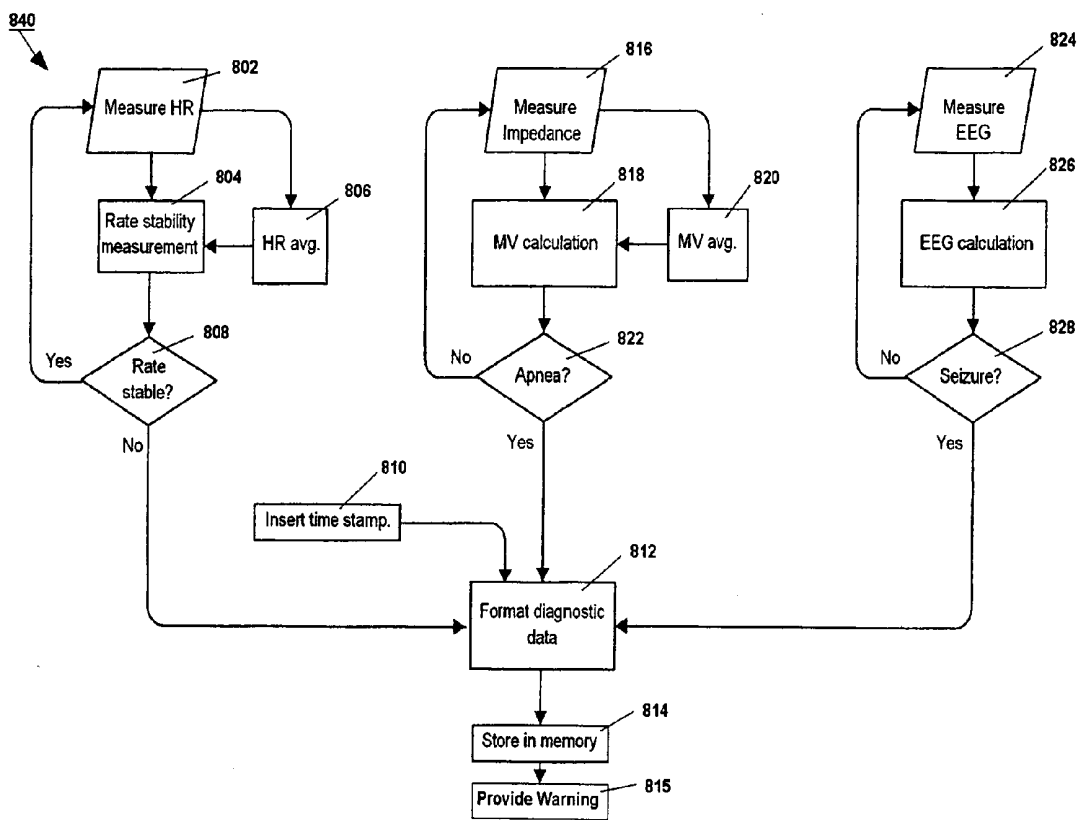 840
802
Measure HR
804
Rate stability
measurement
806
HR avg.
808
Yes
Rate
stable?
No
816
Measure
Impedance
818
MV calculation
820
MV avg.
822
No
Apnea?
Yes
824
Measure
EEG
826
EEG calculation
828
No
Seizure?
Yes
810
Insert time stamp.
812
Format diagnostic
data
814
Store in memory
815
Provide Warning